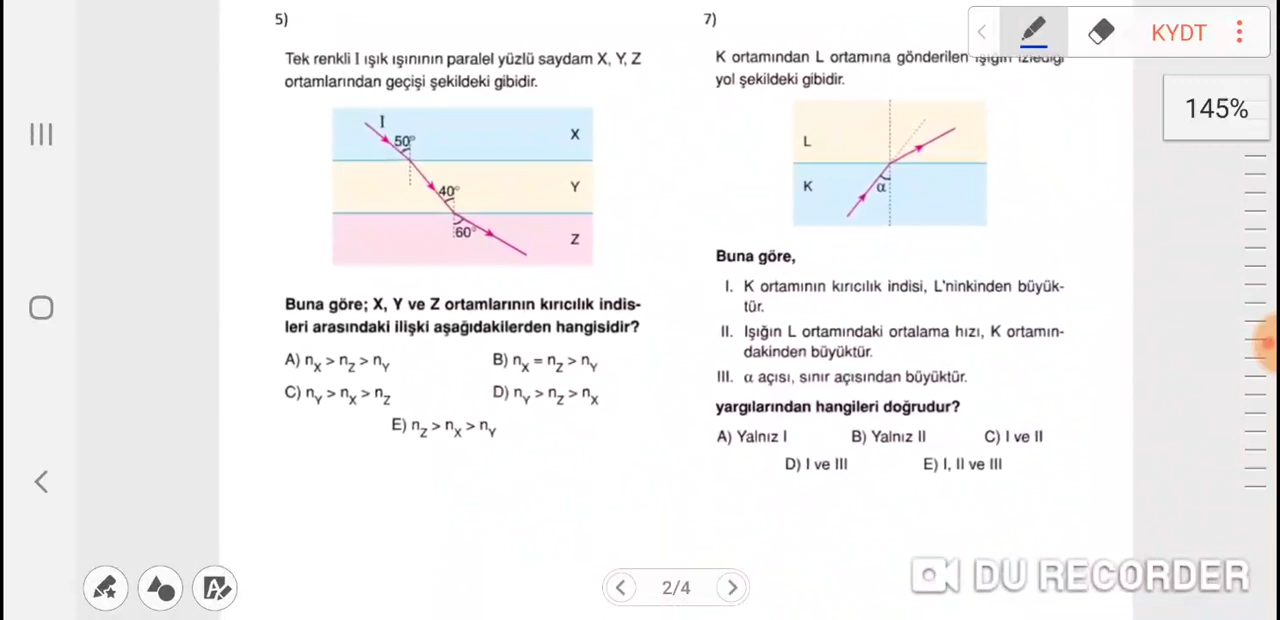 5)
Tek renkli I ışık ışınının paralel yüzlü saydam X, Y, Z
ortamlarından geçişi şekildeki gibidir.
I
50°
X
40°
Y
60°
Z
Buna göre; X, Y ve Z ortamlarının kırıcılık indis-
leri arasındaki ilişki aşağıdakilerden hangisidir?
A) nX > nZ > nY
B) nX = nZ > nY
C) nY > nX > nZ
D) nY > nZ > nX
E) nZ > nX > nY
7)
K ortamından L ortamına gönderilen ışığın izlediği
yol şekildeki gibidir.
L
K
α
Buna göre,
I. K ortamının kırıcılık indisi, L'ninkinden büyük-
tür.
II. Işığın L ortamındaki ortalama hızı, K ortamın-
dakinden büyüktür.
III. α açısı, sınır açısından büyüktür.
yargılarından hangileri doğrudur?
A) Yalnız I
B) Yalnız II
C) I ve II
D) I ve III
E) I, II ve III
KYDT
145%
2/4
DU RECORDER